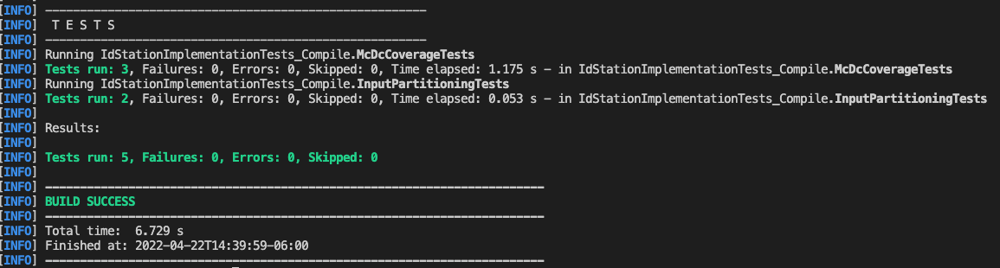 [INFO] -------------------------------------------------------
[INFO]  T E S T S
[INFO] -------------------------------------------------------
[INFO] Running IdStationImplementationTests_Compile.McDcCoverageTests
[INFO] Tests run: 3, Failures: 0, Errors: 0, Skipped: 0, Time elapsed: 1.175 s - in IdStationImplementationTests_Compile.McDcCoverageTests
[INFO] Running IdStationImplementationTests_Compile.InputPartitioningTests
[INFO] Tests run: 2, Failures: 0, Errors: 0, Skipped: 0, Time elapsed: 0.053 s - in IdStationImplementationTests_Compile.InputPartitioningTests
[INFO]
[INFO] Results:
[INFO]
[INFO] Tests run: 5, Failures: 0, Errors: 0, Skipped: 0
[INFO]
[INFO] ------------------------------------------------------------------------
[INFO] BUILD SUCCESS
[INFO] ------------------------------------------------------------------------
[INFO] Total time:  6.729 s
[INFO] Finished at: 2022-04-22T14:39:59-06:00
[INFO] ------------------------------------------------------------------------